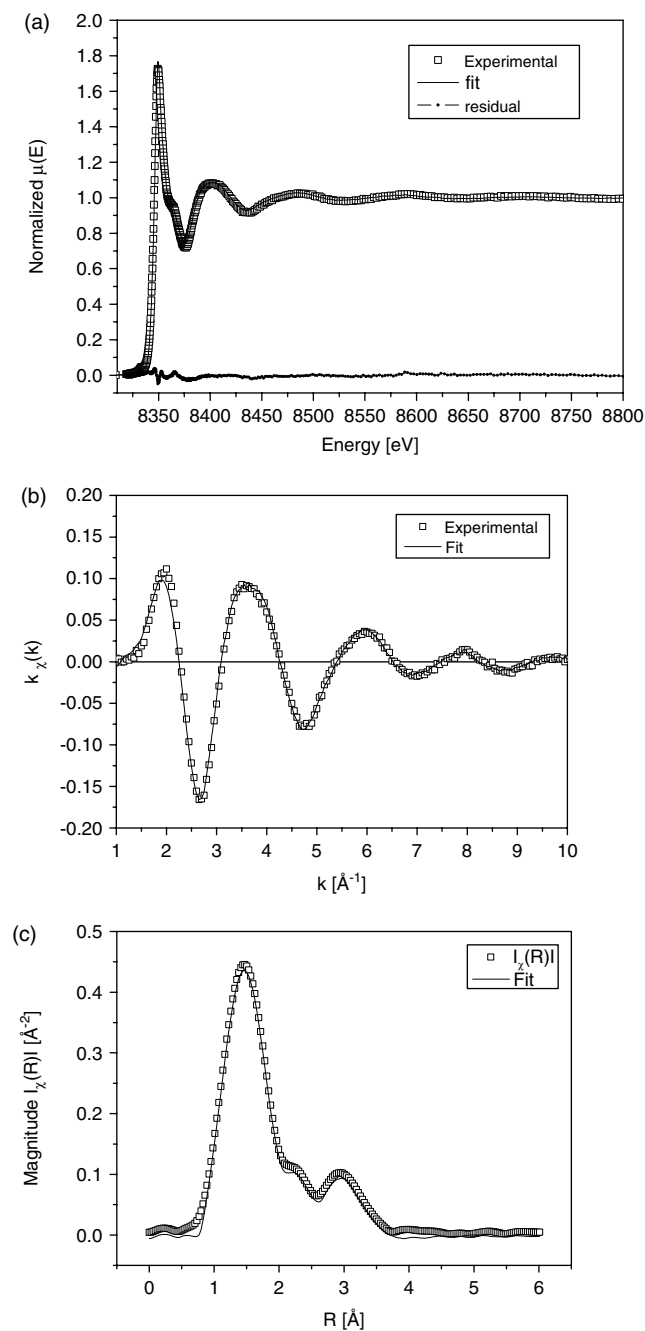 (a)
Experimental
fit
residual
Normalized μ(E)
1.8
1.6
1.4
1.2
1.0
0.8
0.6
0.4
0.2
0.0
8350 8400 8450 8500 8550 8600 8650 8700 8750 8800
Energy [eV]
(b)
Experimental
Fit
k χ(k)
0.20
0.15
0.10
0.05
0.00
-0.05
-0.10
-0.15
-0.20
1 2 3 4 5 6 7 8 9 10
k [Å-1]
(c)
Iχ(R)I
Fit
Magnitude Iχ(R)I [Å-2]
0.5
0.4
0.3
0.2
0.1
0.0
0 1 2 3 4 5 6
R [Å]